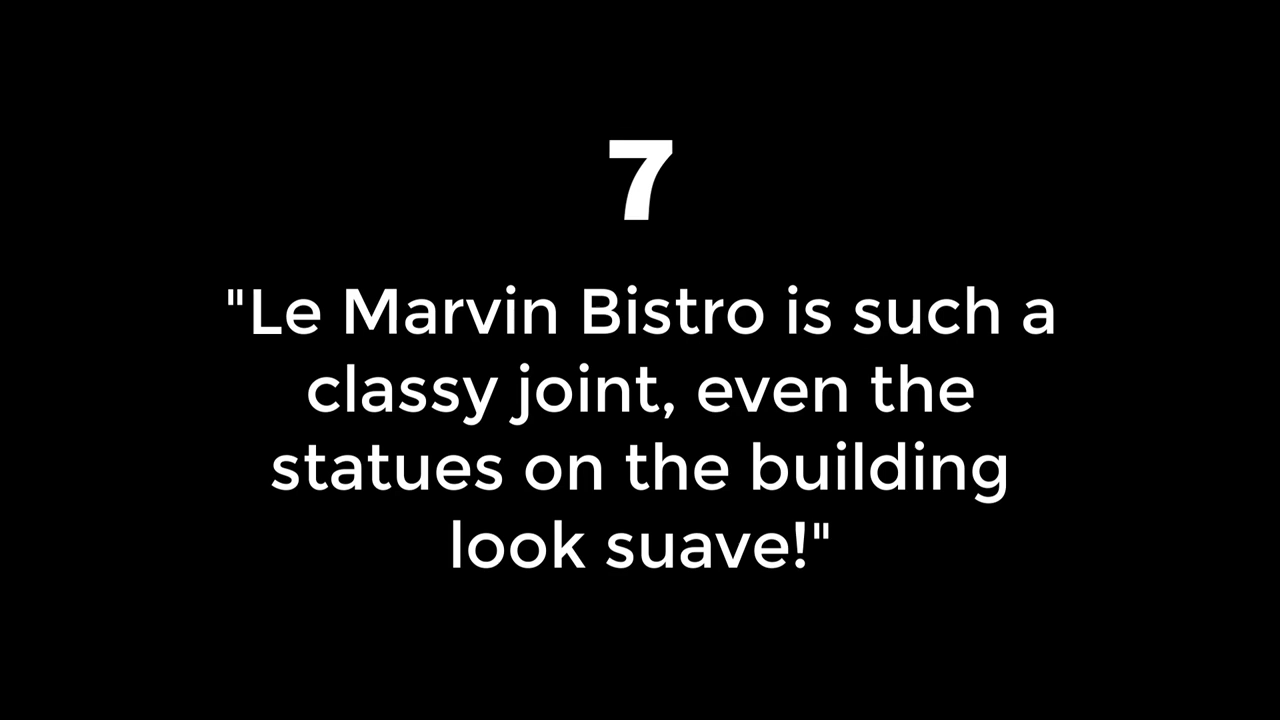 7
"Le Marvin Bistro is such a
classy joint, even the
statues on the building
look suave!"